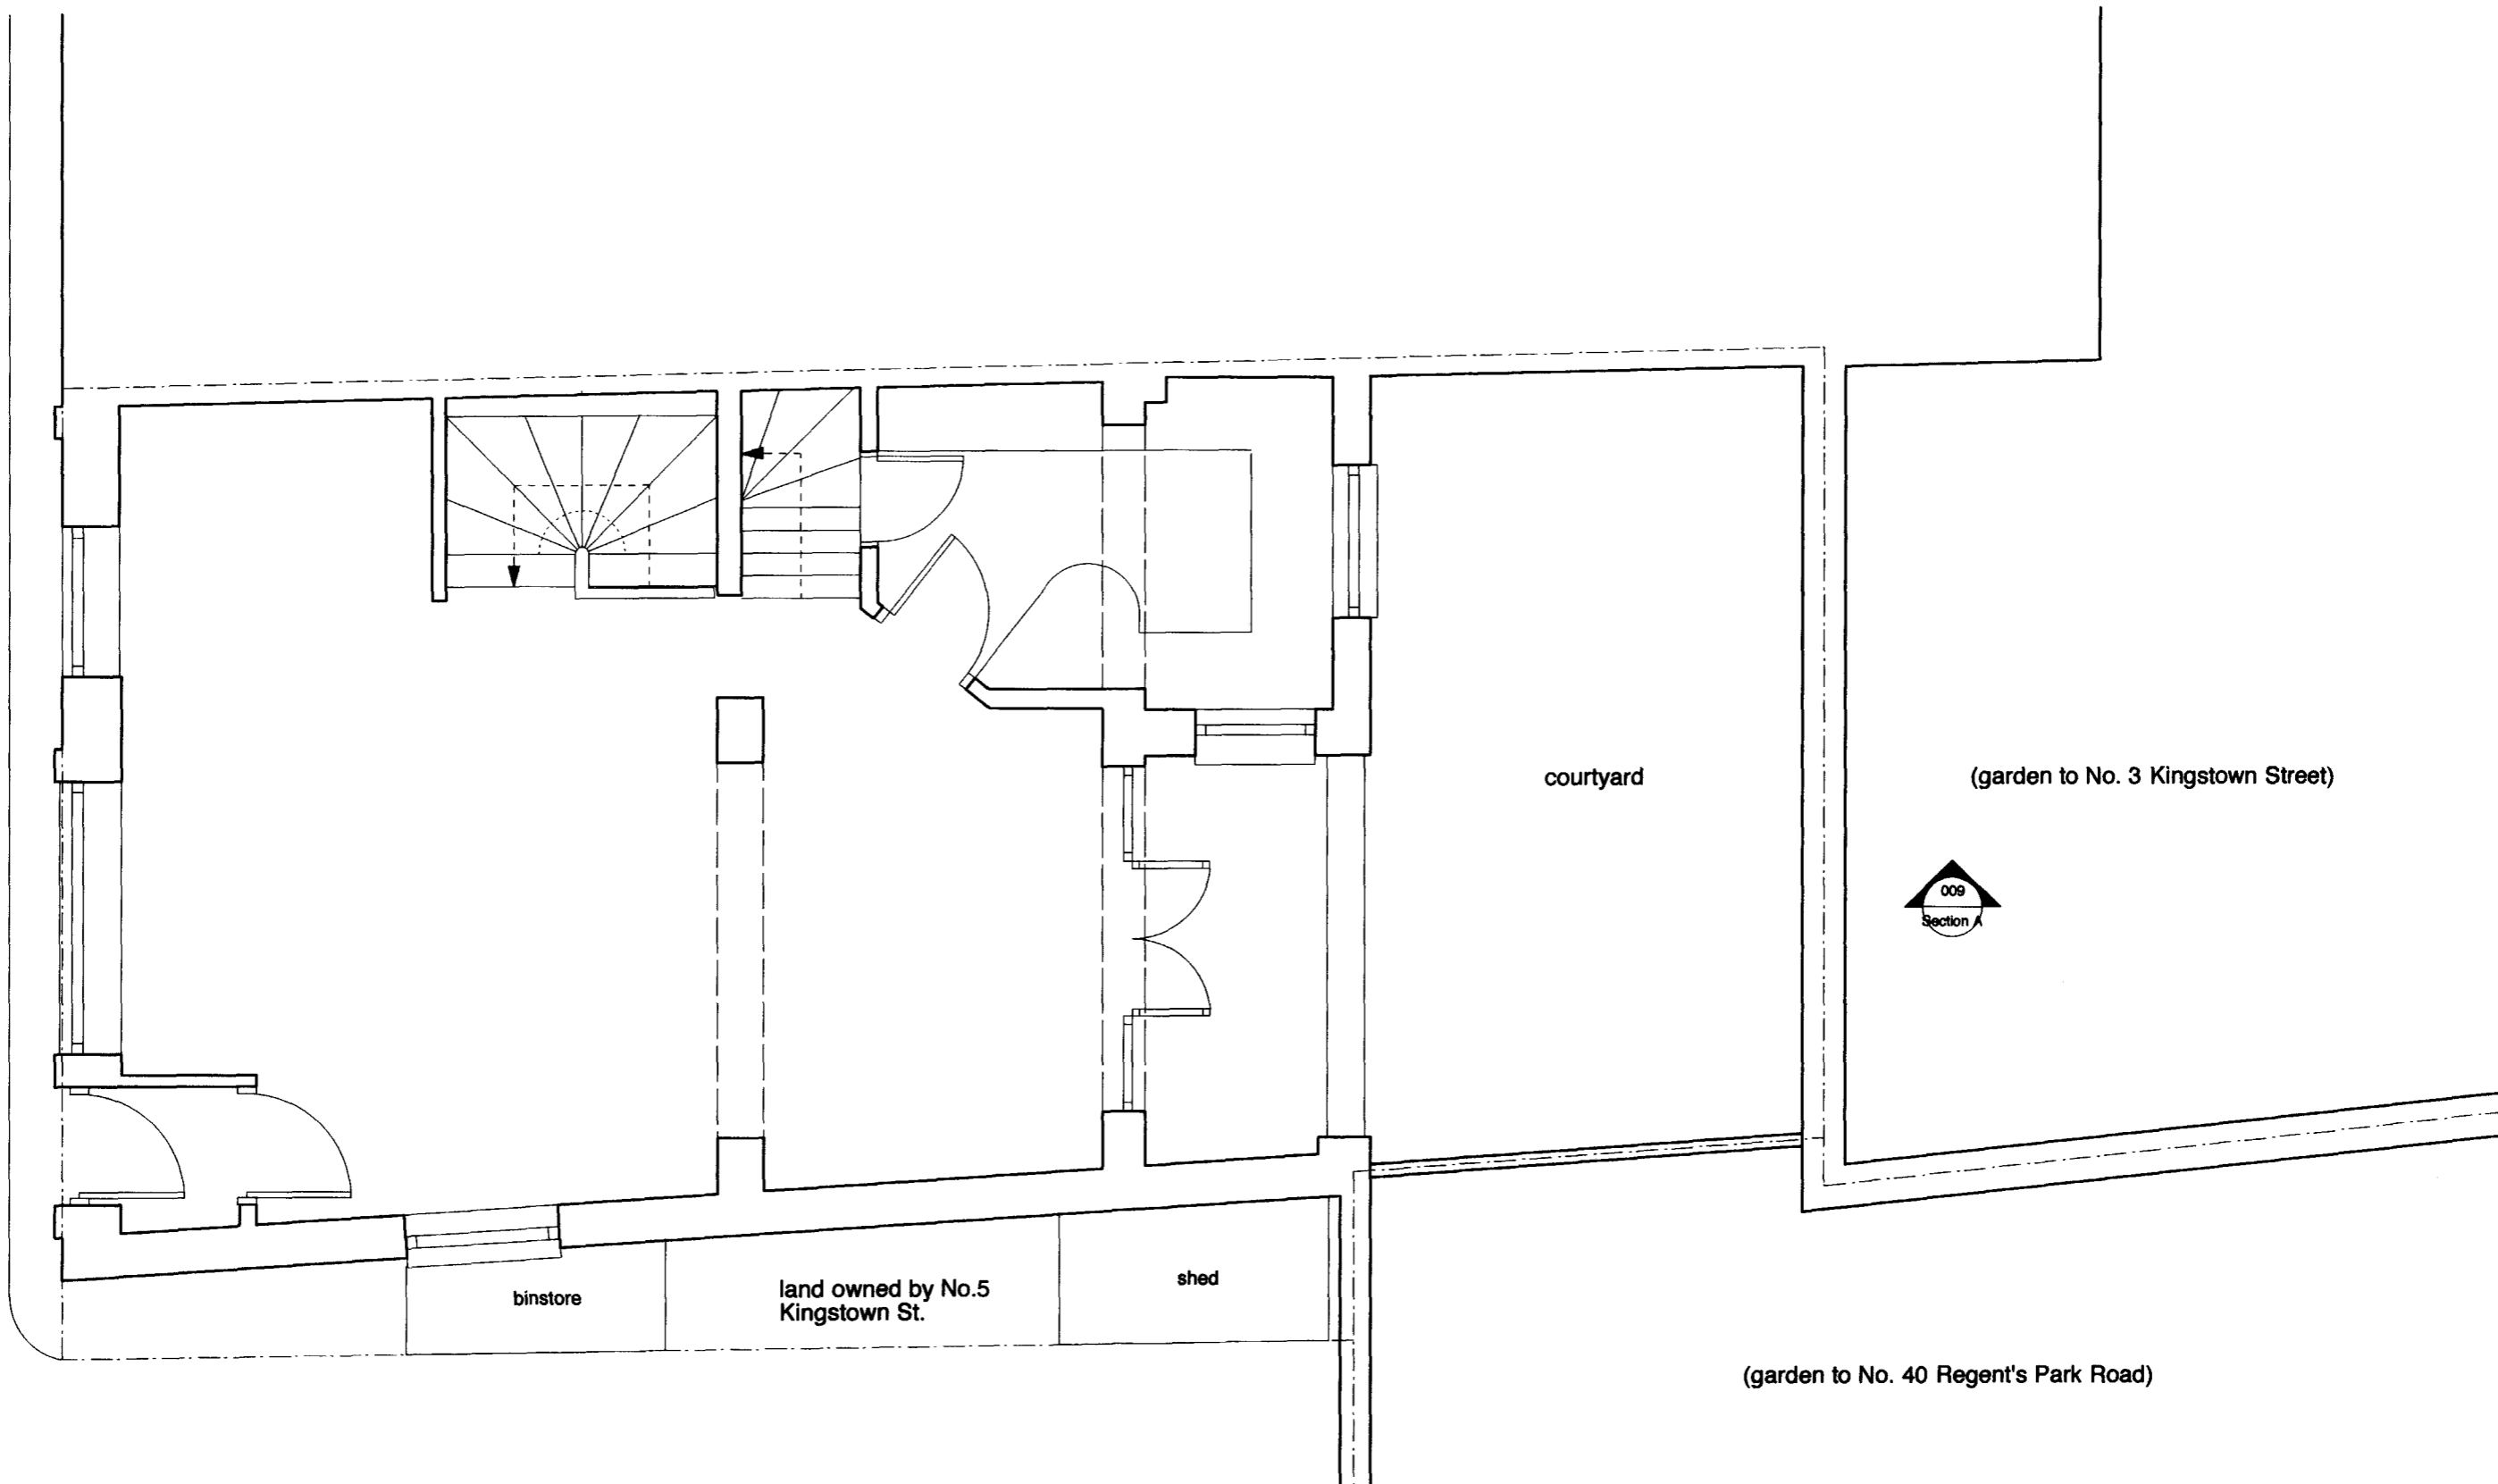 courtyard
(garden to No. 3 Kingstown Street)
009
Section A
land owned by No.5
Kingstown St.
shed
binstore
(garden to No. 40 Regent's Park Road)